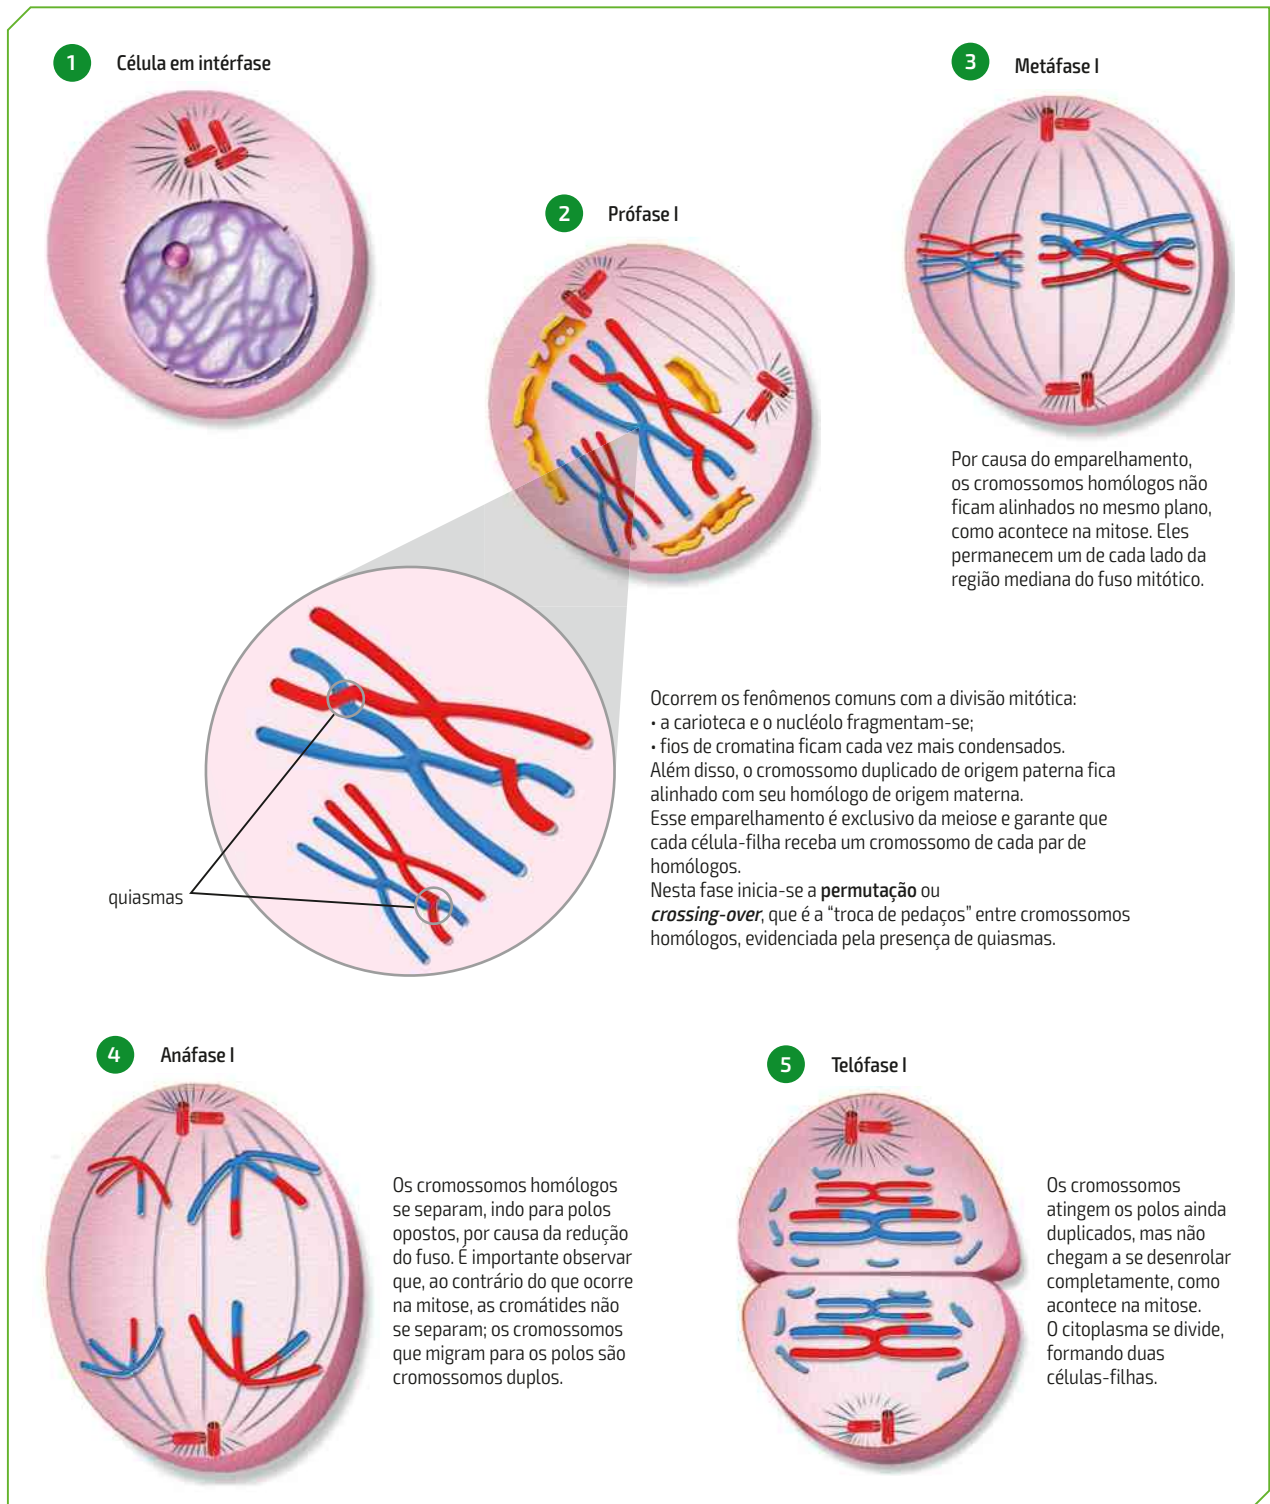 1
Célula em intérfase
2
Prófase I
3
Metáfase I
Por causa do emparelhamento,
os cromossomos homólogos não
ficam alinhados no mesmo plano,
como acontece na mitose. Eles
permanecem um de cada lado da
região mediana do fuso mitótico.
Ocorrem os fenômenos comuns com a divisão mitótica:
• a carioteca e o nucléolo fragmentam-se;
• fios de cromatina ficam cada vez mais condensados.
Além disso, o cromossomo duplicado de origem paterna fica
alinhado com seu homólogo de origem materna.
Esse emparelhamento é exclusivo da meiose e garante que
cada célula-filha receba um cromossomo de cada par de
homólogos.
Nesta fase inicia-se a permutação ou
crossing-over, que é a “troca de pedaços” entre cromossomos
homólogos, evidenciada pela presença de quiasmas.
quiasmas
4
Anáfase I
Os cromossomos homólogos
se separam, indo para polos
opostos, por causa da redução
do fuso. É importante observar
que, ao contrário do que ocorre
na mitose, as cromátides não
se separam; os cromossomos
que migram para os polos são
cromossomos duplos.
5
Telófase I
Os cromossomos
atingem os polos ainda
duplicados, mas não
chegam a se desenrolar
completamente, como
acontece na mitose.
O citoplasma se divide,
formando duas
células-filhas.